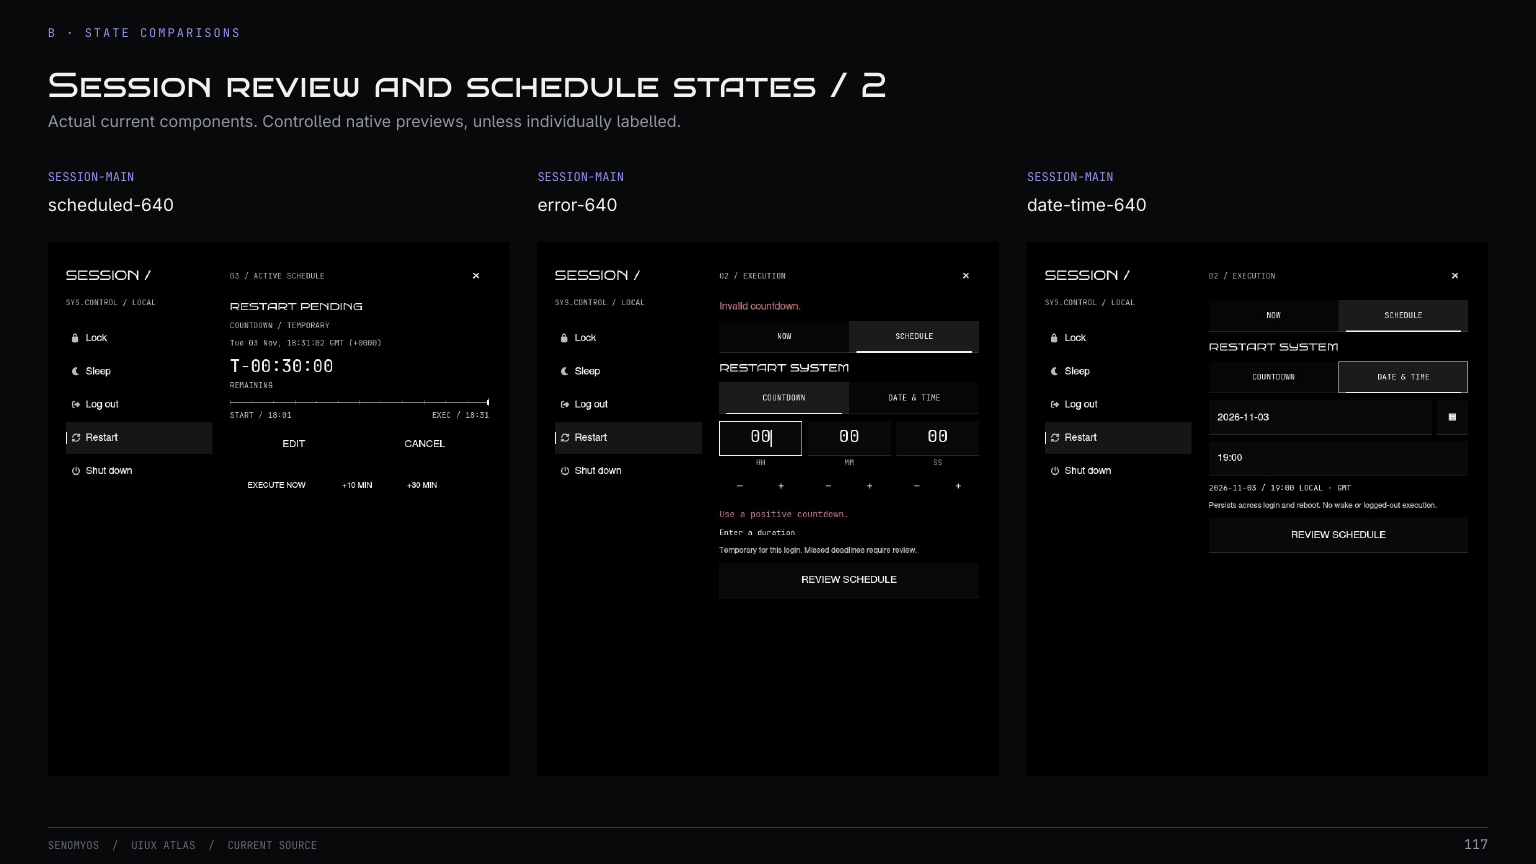 B · STATE COMPARISONS
SESSION REVIEW AND SCHEDULE STATES / 2
Actual current components. Controlled native previews, unless individually labelled.
SESSION-MAIN
scheduled-640
SESSION /
SYS.CONTROL / LOCAL
Lock
Sleep
Log out
Restart
Shut down
03 / ACTIVE SCHEDULE
×
RESTART PENDING
COUNTDOWN / TEMPORARY
Tue 03 Nov, 18:31:02 GMT (+0000)
T-00:30:00
REMAINING
START / 18:01 EXEC / 18:31
EDIT CANCEL
EXECUTE NOW +10 MIN +30 MIN
SESSION-MAIN
error-640
SESSION /
SYS.CONTROL / LOCAL
Lock
Sleep
Log out
Restart
Shut down
02 / EXECUTION
×
Invalid countdown.
NOW SCHEDULE
RESTART SYSTEM
COUNTDOWN DATE & TIME
00 00 00
HH MM SS
− + − + − +
Use a positive countdown.
Enter a duration
Temporary for this login. Missed deadlines require review.
REVIEW SCHEDULE
SESSION-MAIN
date-time-640
SESSION /
SYS.CONTROL / LOCAL
Lock
Sleep
Log out
Restart
Shut down
02 / EXECUTION
×
NOW SCHEDULE
RESTART SYSTEM
COUNTDOWN DATE & TIME
2026-11-03
19:00
2026-11-03 / 19:00 LOCAL · GMT
Persists across login and reboot. No wake or logged-out execution.
REVIEW SCHEDULE
SENOMYOS / UIUX ATLAS / CURRENT SOURCE
117